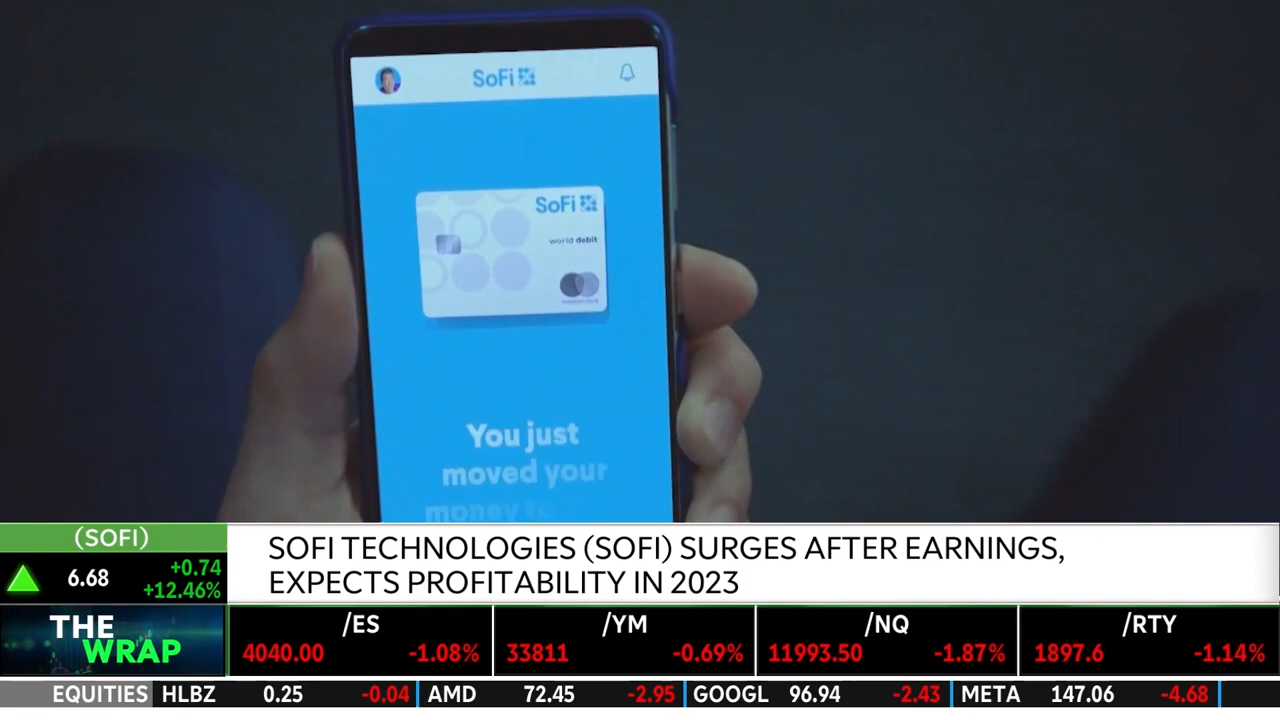 SoFi
SoFi
world debit
You just
moved your
money to
(SOFI)
6.68
+0.74
+12.46%
SOFI TECHNOLOGIES (SOFI) SURGES AFTER EARNINGS,
EXPECTS PROFITABILITY IN 2023
THE
WRAP
/ES
4040.00 -1.08%
/YM
33811 -0.69%
/NQ
11993.50 -1.87%
/RTY
1897.6 -1.14%
EQUITIES HLBZ 0.25 -0.04 AMD 72.45 -2.95 GOOGL 96.94 -2.43 META 147.06 -4.68